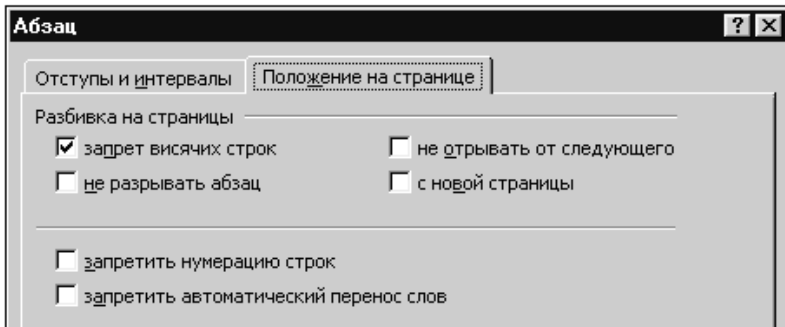 Абзац
Отступы и интервалы Положение на странице
Разбивка на страницы
запрет висячих строк не отрывать от следующего
не разрывать абзац с новой страницы
запретить нумерацию строк
запретить автоматический перенос слов